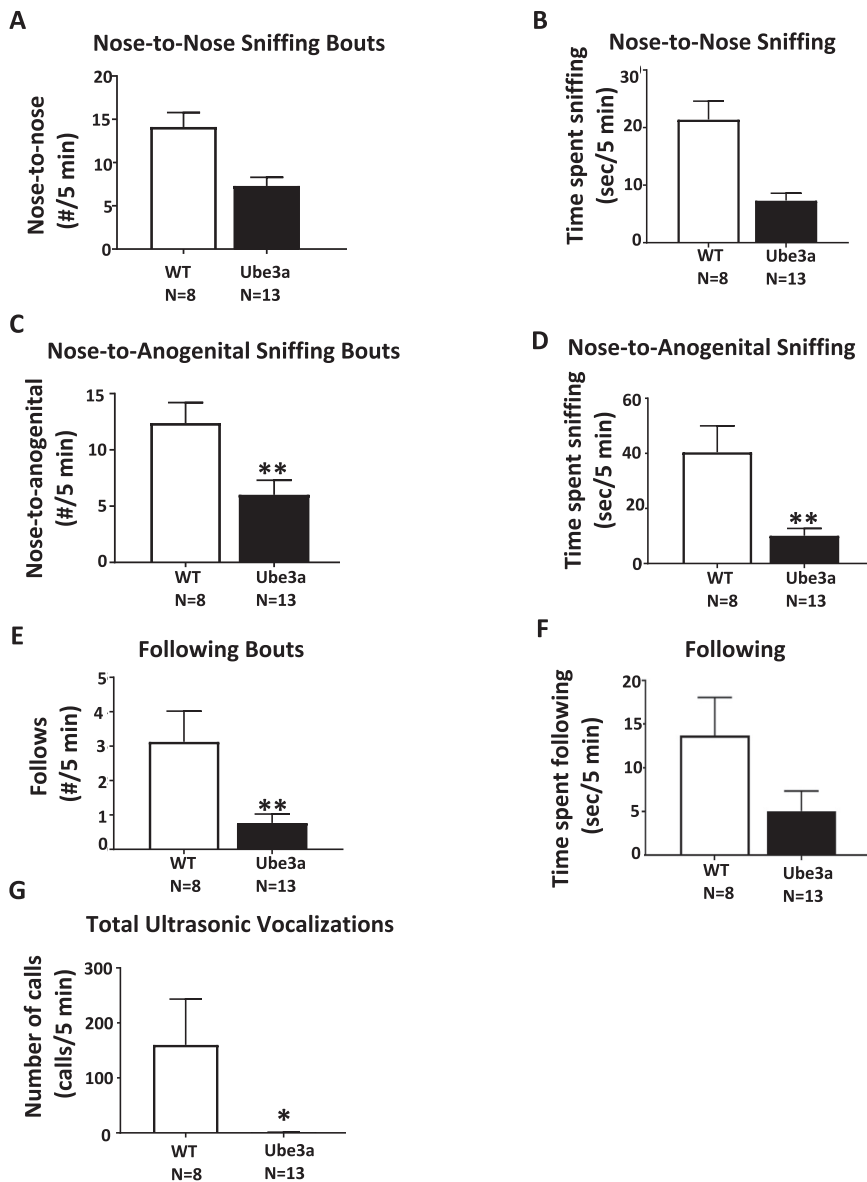 A
Nose-to-Nose Sniffing Bouts
Nose-to-nose
(#/5 min)
20
15
10
5
0
WT
N=8
Ube3a
N=13
B
Nose-to-Nose Sniffing
Time spent sniffing
(sec/5 min)
30
20
10
0
WT
N=8
Ube3a
N=13
C
Nose-to-Anogenital Sniffing Bouts
Nose-to-anogenital
(#/5 min)
15
10
5
0
**
WT
N=8
Ube3a
N=13
D
Nose-to-Anogenital Sniffing
Time spent sniffing
(sec/5 min)
60
40
20
0
**
WT
N=8
Ube3a
N=13
E
Following Bouts
Follows
(#/5 min)
5
4
3
2
1
0
**
WT
N=8
Ube3a
N=13
F
Following
Time spent following
(sec/5 min)
20
15
10
5
0
WT
N=8
Ube3a
N=13
G
Total Ultrasonic Vocalizations
Number of calls
(calls/5 min)
300
200
100
0
*
WT
N=8
Ube3a
N=13